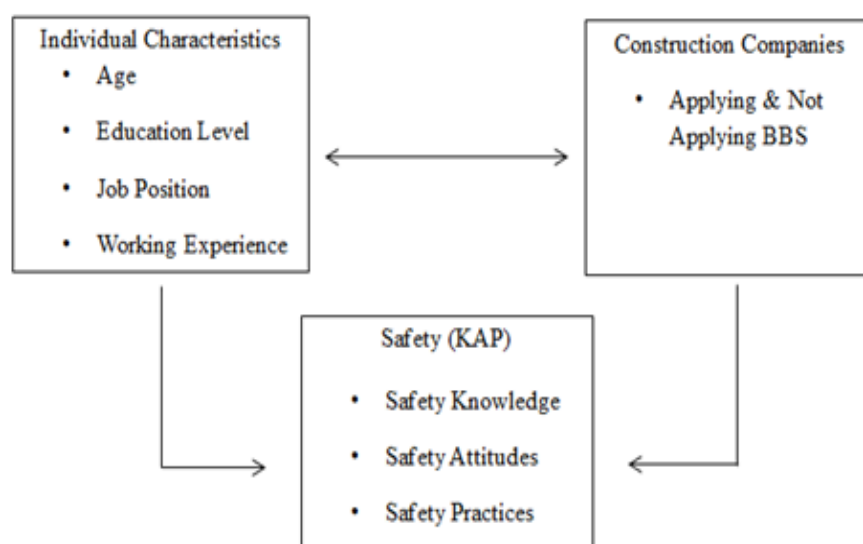 Individual Characteristics
• Age
• Education Level
• Job Position
• Working Experience
Construction Companies
• Applying & Not
Applying BBS
Safety (KAP)
• Safety Knowledge
• Safety Attitudes
• Safety Practices